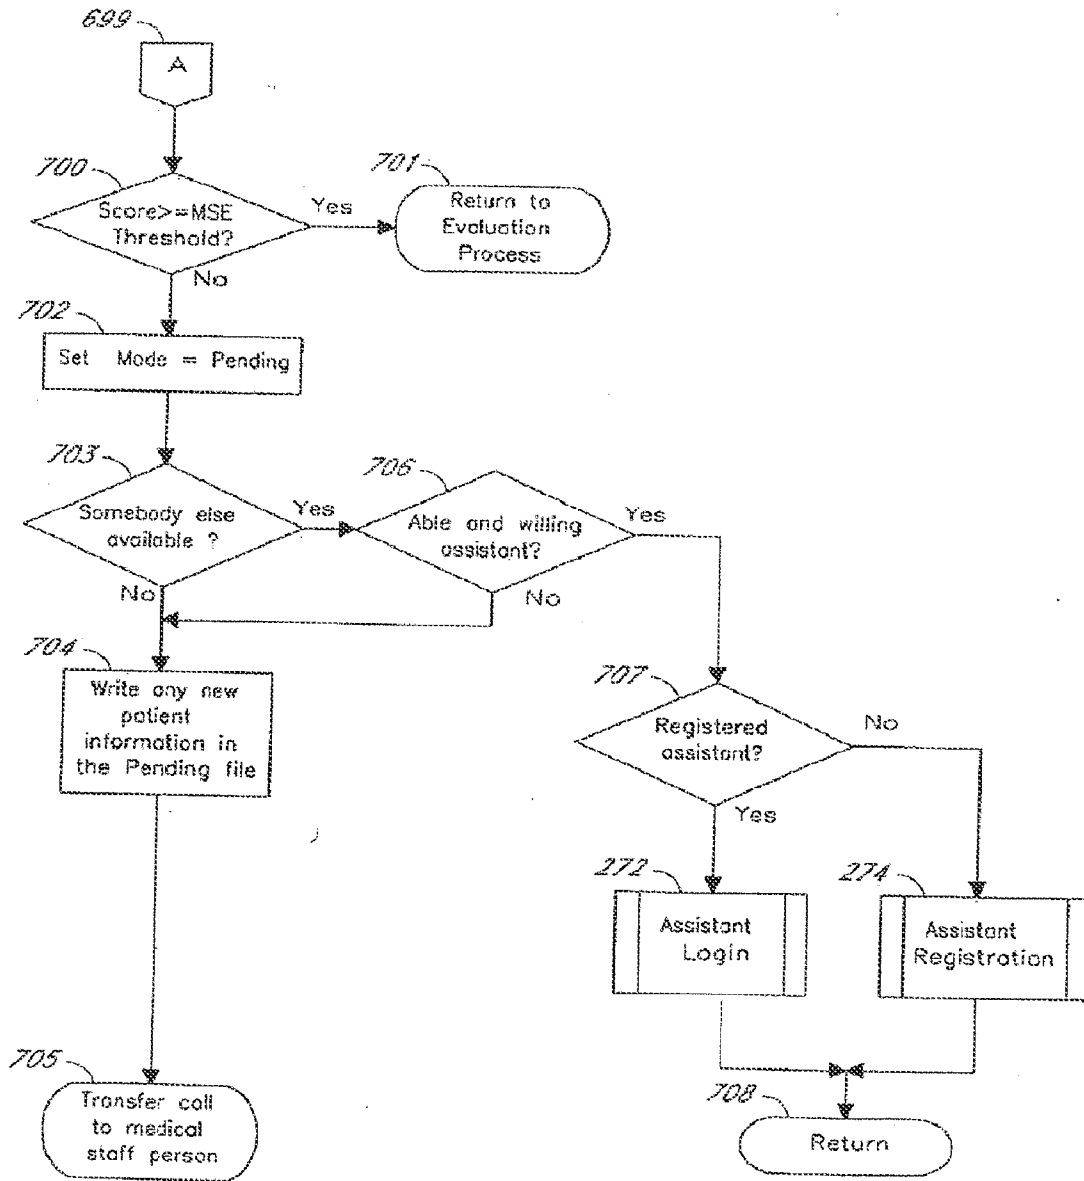 699
A
700
Score>=MSE
Threshold?
Yes
701
Return to
Evaluation
Process
No
702
Set Mode = Pending
703
Somebody else
available ?
Yes
No
706
Able and willing
assistant?
Yes
No
704
Write any new
patient
information in
the Pending file
707
Registered
assistant?
No
Yes
272
Assistant
Login
274
Assistant
Registration
705
Transfer call
to medical
staff person
708
Return